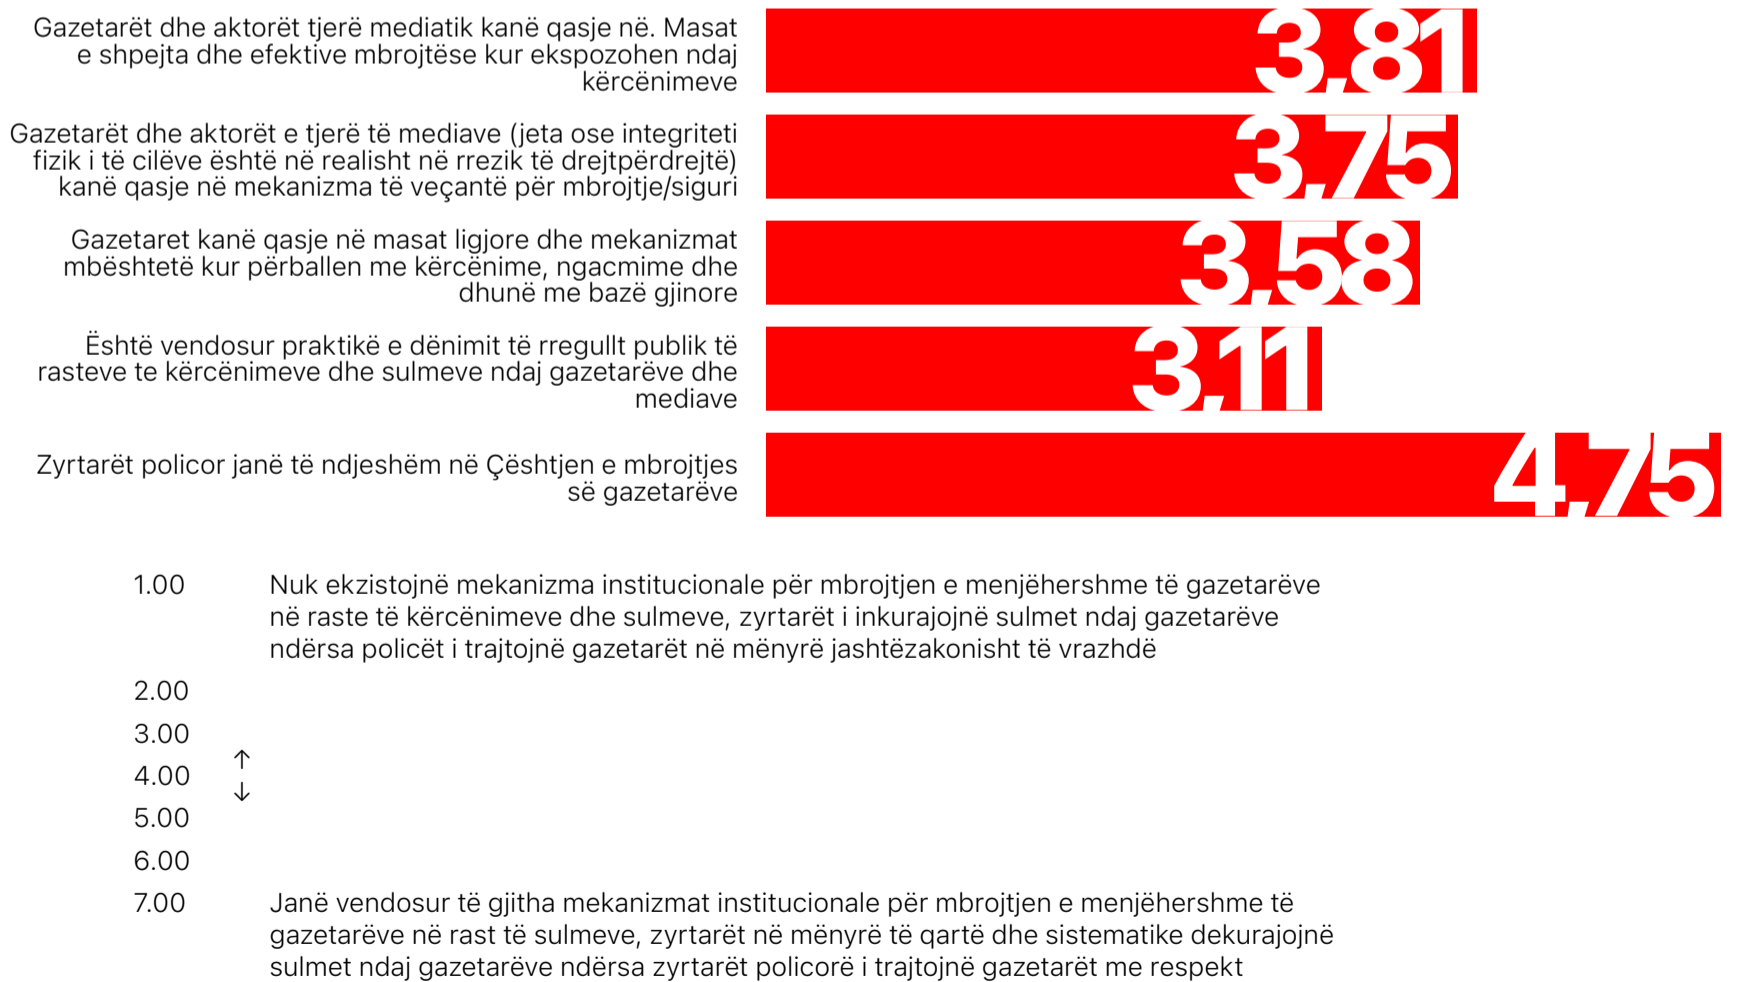 Gazetarët dhe aktorët tjerë mediatik kanë qasje në. Masat
e shpejta dhe efektive mbrojtëse kur ekspozohen ndaj
kërcënimeve
3,81
Gazetarët dhe aktorët e tjerë të mediave (jeta ose integriteti
fizik i të cilëve është në realisht në rrezik të drejtpërdrejtë)
kanë qasje në mekanizma të veçantë për mbrojtje/siguri
3,75
Gazetaret kanë qasje në masat ligjore dhe mekanizmat
mbështetë kur përballen me kërcënime, ngacmime dhe
dhunë me bazë gjinore
3,58
Është vendosur praktikë e dënimit të rregullt publik të
rasteve te kërcënimeve dhe sulmeve ndaj gazetarëve dhe
mediave
3,11
Zyrtarët policor janë të ndjeshëm në Çështjen e mbrojtjes
së gazetarëve
4,75
1.00 Nuk ekzistojnë mekanizma institucionale për mbrojtjen e menjëhershme të gazetarëve
në raste të kërcënimeve dhe sulmeve, zyrtarët i inkurajojnë sulmet ndaj gazetarëve
ndërsa policët i trajtojnë gazetarët në mënyrë jashtëzakonisht të vrazhdë
2.00
3.00
↑
4.00
↓
5.00
6.00
7.00 Janë vendosur të gjitha mekanizmat institucionale për mbrojtjen e menjëhershme të
gazetarëve në rast të sulmeve, zyrtarët në mënyrë të qartë dhe sistematike dekurajojnë
sulmet ndaj gazetarëve ndërsa zyrtarët policorë i trajtojnë gazetarët me respekt